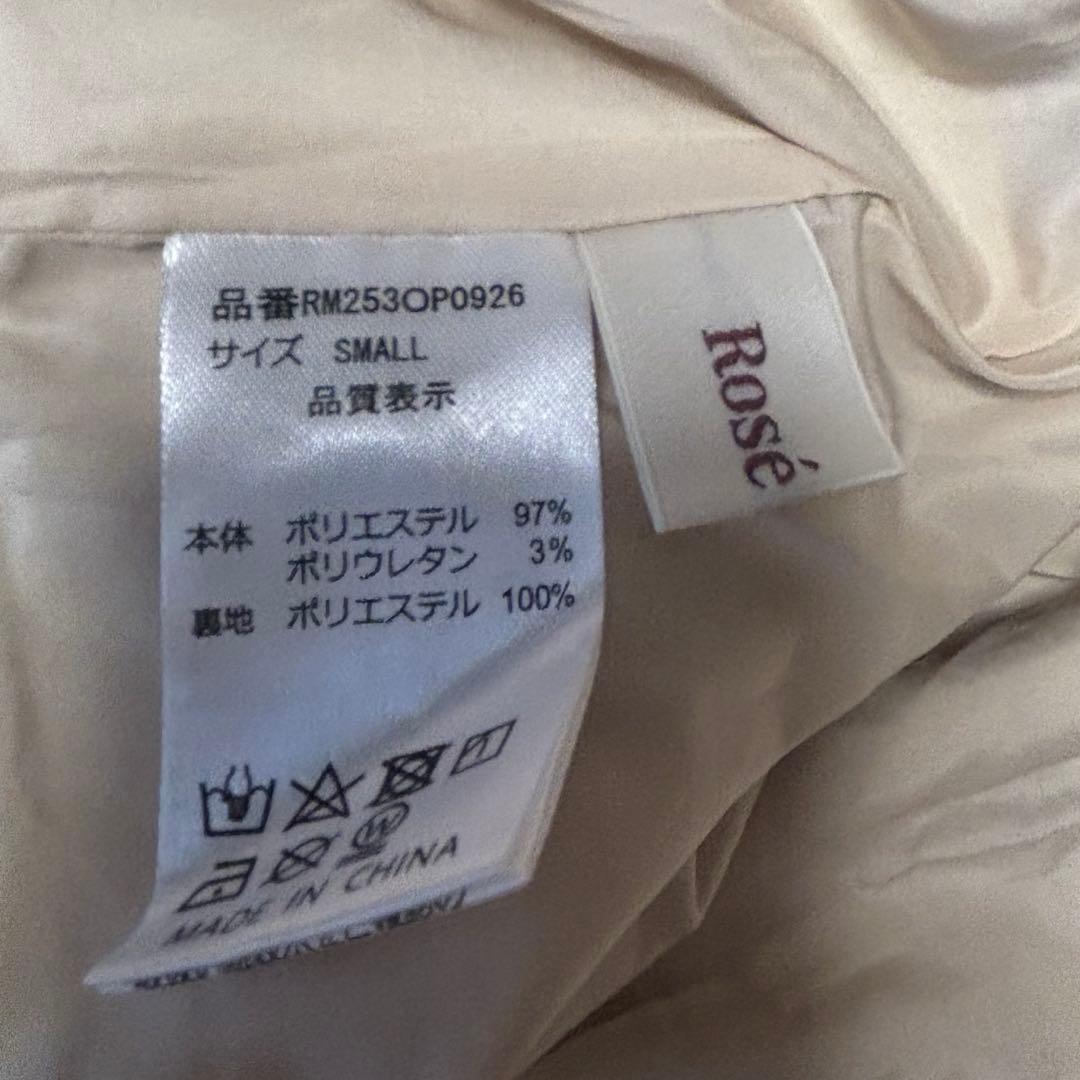 品番RM253OP0926
サイズ SMALL
品質表示
本体 ポリエステル 97%
ポリウレタン 3%
裏地 ポリエステル 100%
MADE IN CHINA
Rosé